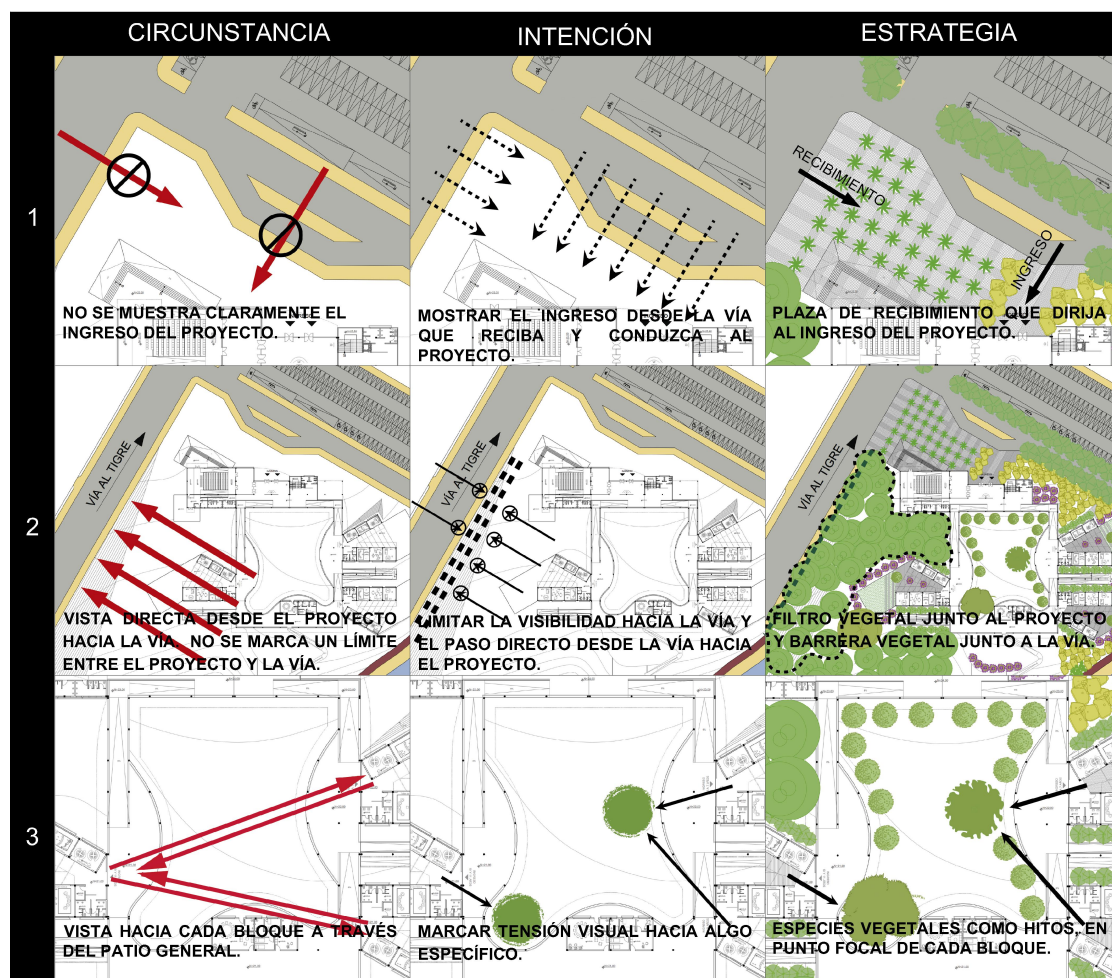 CIRCUNSTANCIA
INTENCIÓN
ESTRATEGIA
1
RECIBIMIENTO
INGRESO
NO SE MUESTRA CLARAMENTE EL
INGRESO DEL PROYECTO.
MOSTRAR EL INGRESO DESDE LA VÍA
QUE RECIBA Y CONDUZCA AL
PROYECTO.
PLAZA DE RECIBIMIENTO QUE DIRIJA
AL INGRESO DEL PROYECTO.
2
VÍA AL TIGRE
VISTA DIRECTA DESDE EL PROYECTO
HACIA LA VÍA. NO SE MARCA UN LÍMITE
ENTRE EL PROYECTO Y LA VÍA.
VÍA AL TIGRE
LIMITAR LA VISIBILIDAD HACIA LA VÍA Y
EL PASO DIRECTO DESDE LA VÍA HACIA
EL PROYECTO.
VÍA AL TIGRE
FILTRO VEGETAL JUNTO AL PROYECTO
Y BARRERA VEGETAL JUNTO A LA VÍA.
3
VISTA HACIA CADA BLOQUE A TRAVÉS
DEL PATIO GENERAL.
MARCAR TENSIÓN VISUAL HACIA ALGO
ESPECÍFICO.
ESPECIES VEGETALES COMO HITOS, EN
PUNTO FOCAL DE CADA BLOQUE.